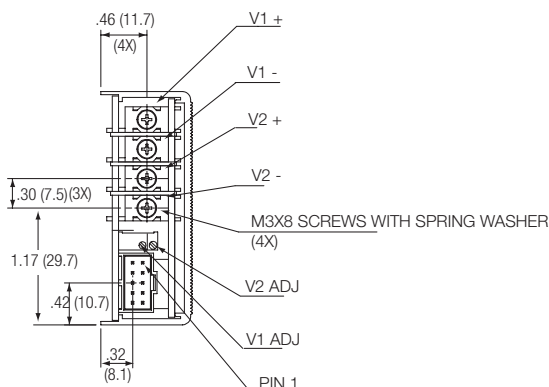 .46 (11.7)
(4X)
V1 +
V1 -
V2 +
V2 -
.30 (7.5)(3X)
M3X8 SCREWS WITH SPRING WASHER
(4X)
1.17 (29.7)
.42 (10.7)
V2 ADJ
V1 ADJ
.32
(8.1)
PIN 1